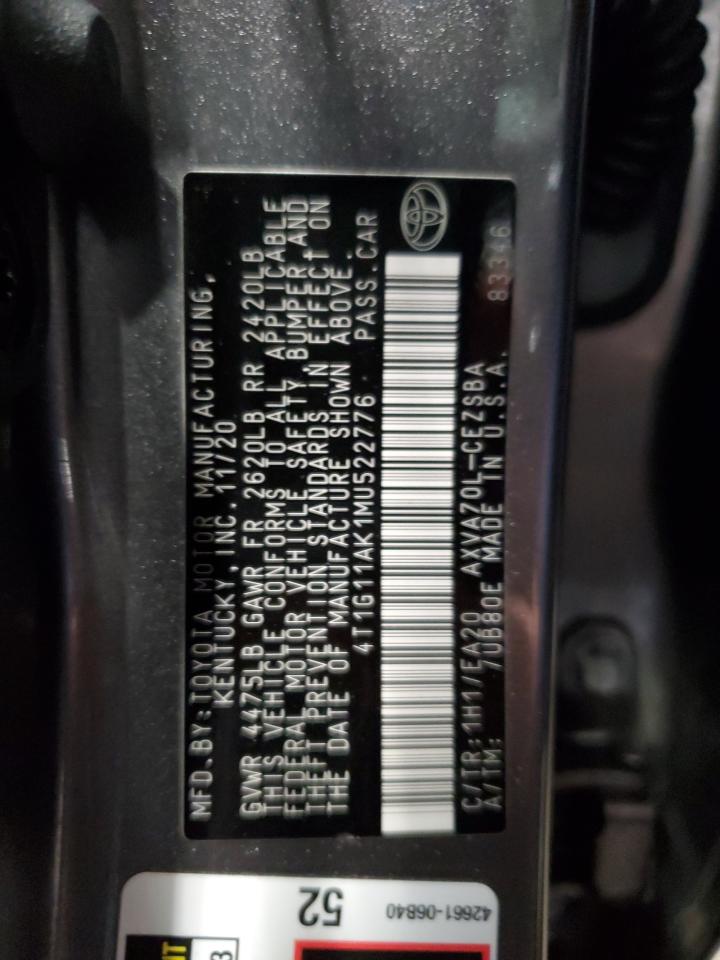 MFD.BY:TOYOTA MOTOR MANUFACTURING,
KENTUCKY,INC. 11/20
GVWR 4475LB GAWR FR 2620LB RR 2420LB
THIS VEHICLE CONFORMS TO ALL APPLICABLE
FEDERAL MOTOR VEHICLE SAFETY, BUMPER,AND
THEFT PREVENTION STANDARDS IN EFFECT ON
THE DATE OF MANUFACTURE SHOWN ABOVE.
4T1G11AK1MU522776 PASS.CAR
C/TR:1H1/EA20 AXVA70L-CEZSBA
A/TM: 70B80E MADE IN U.S.A. 83346
52
42661-06B40